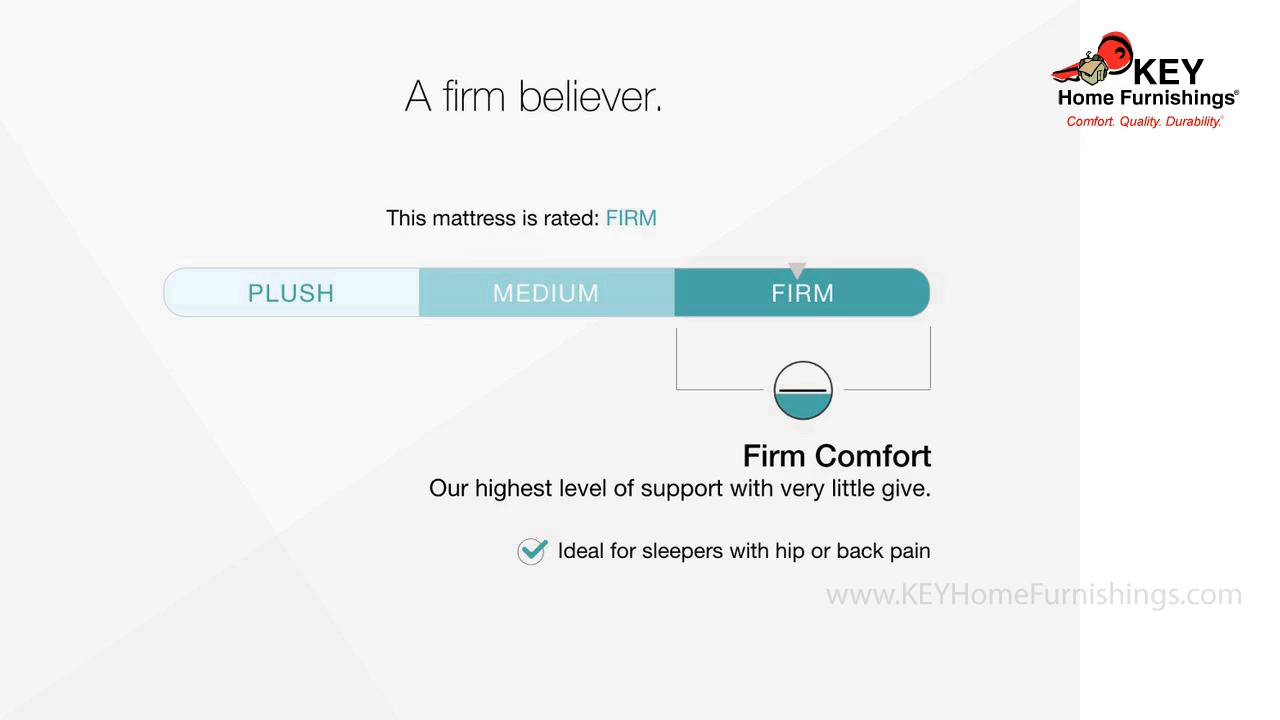 KEY
Home Furnishings®
Comfort. Quality. Durability.®
A firm believer.
This mattress is rated: FIRM
PLUSH MEDIUM FIRM
Firm Comfort
Our highest level of support with very little give.
Ideal for sleepers with hip or back pain
www.KEYHomeFurnishings.com